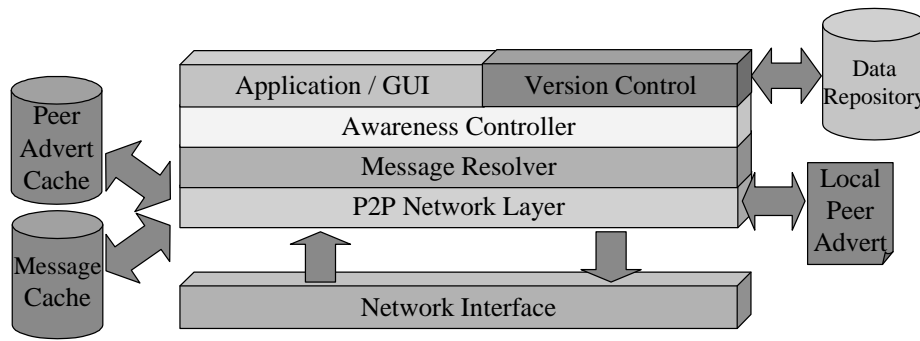 Application / GUI
Version Control
Data
Repository
Peer
Advert
Cache
Awareness Controller
Message Resolver
P2P Network Layer
Local
Peer
Advert
Message
Cache
Network Interface